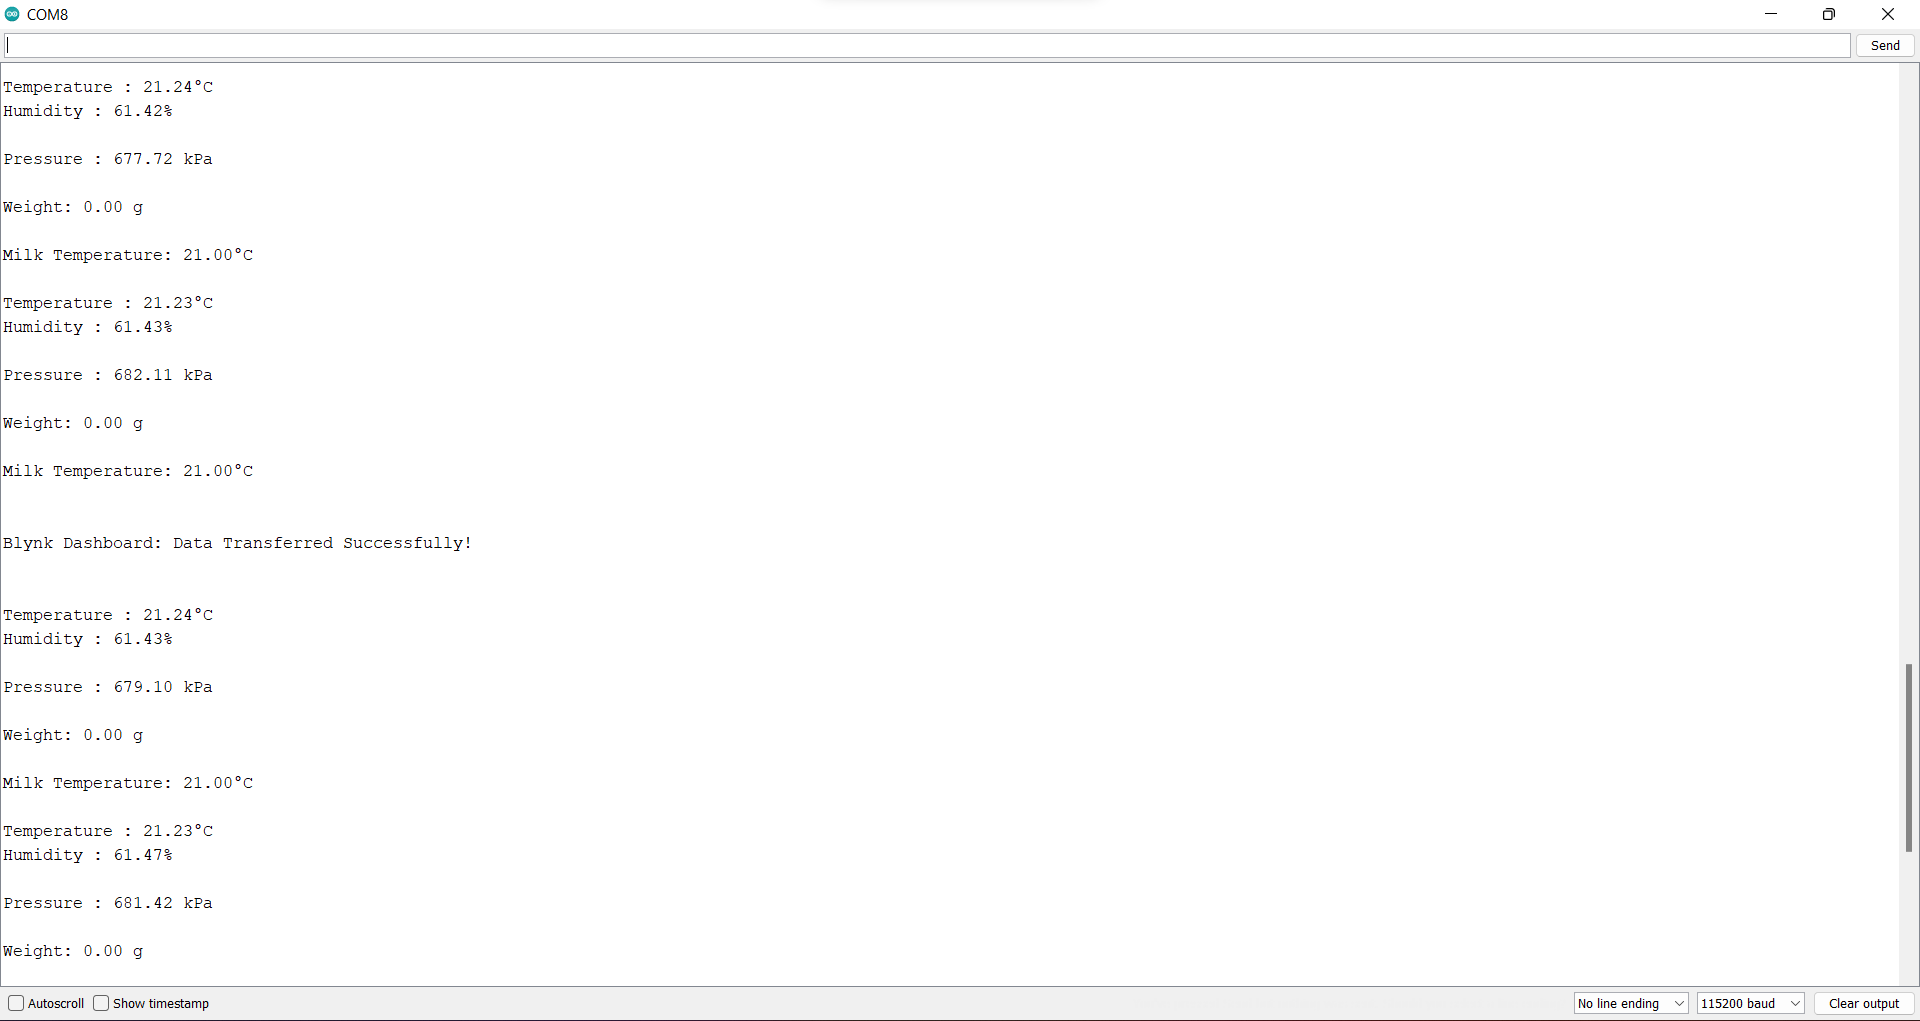 COM8
Send
Temperature : 21.24°C
Humidity : 61.42%
Pressure : 677.72 kPa
Weight: 0.00 g
Milk Temperature: 21.00°C
Temperature : 21.23°C
Humidity : 61.43%
Pressure : 682.11 kPa
Weight: 0.00 g
Milk Temperature: 21.00°C
Blynk Dashboard: Data Transferred Successfully!
Temperature : 21.24°C
Humidity : 61.43%
Pressure : 679.10 kPa
Weight: 0.00 g
Milk Temperature: 21.00°C
Temperature : 21.23°C
Humidity : 61.47%
Pressure : 681.42 kPa
Weight: 0.00 g
Autoscroll Show timestamp No line ending 115200 baud Clear output